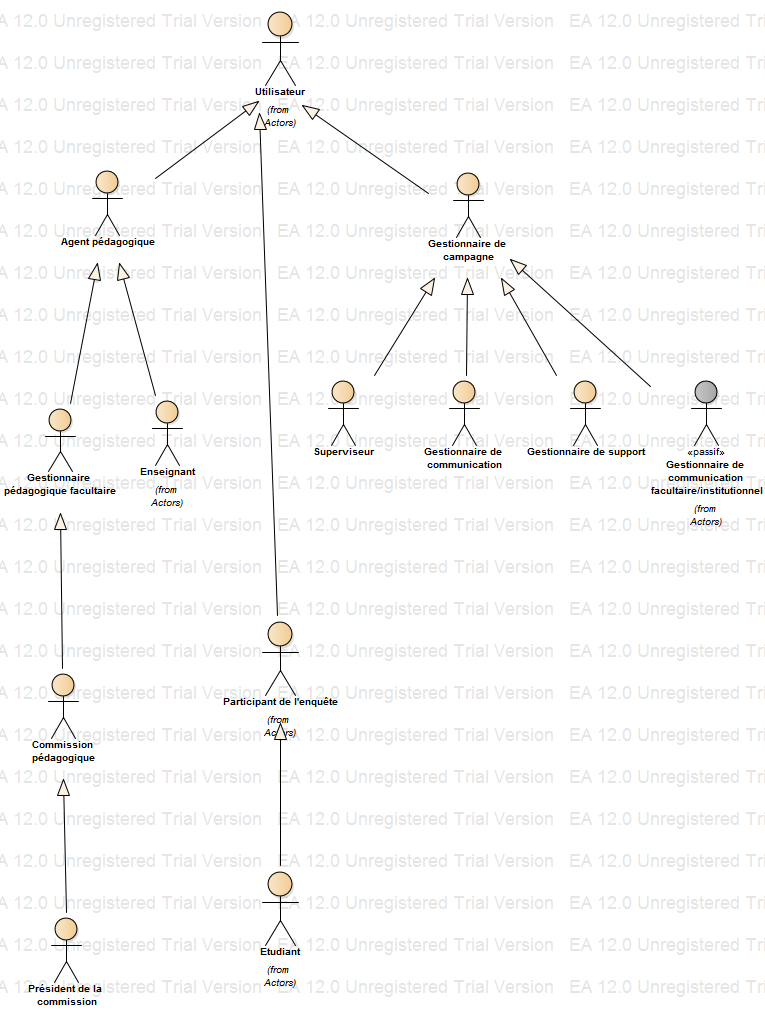 Utilisateur
(from
Actors)
Agent pédagogique
Gestionnaire de
campagne
Superviseur
Gestionnaire de
communication
Gestionnaire de support
«passif»
Gestionnaire de
communication
facultaire/institutionnel
(from
Actors)
Gestionnaire
pédagogique facultaire
Enseignant
(from
Actors)
Participant de l'enquête
(from
Actors)
Commission
pédagogique
Etudiant
(from
Actors)
Président de la
commission
EA 12.0 Unregistered Trial Version